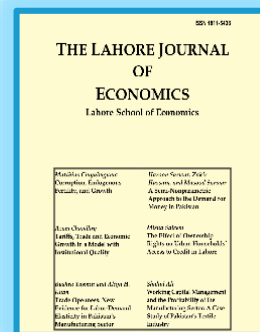 ISSN 1811-5438
THE LAHORE JOURNAL
OF
ECONOMICS
Lahore School of Economics
Corruption, Endogenous
Fertility, and Growth
Tariffs, Trade and Economic
Growth in a Model with
Institutional Quality
Trade Openness: New
Evidence for Labor-Demand
Elasticity in Pakistan's
Manufacturing Sector
A Semi-Nonparametric
Approach to the Demand for
Money in Pakistan
The Effect of Ownership
Rights on Urban Households'
Access to Credit in Lahore
Working Capital Management
and the Profitability of the
Manufacturing Sector: A Case
Study of Pakistan's Textile
Industry